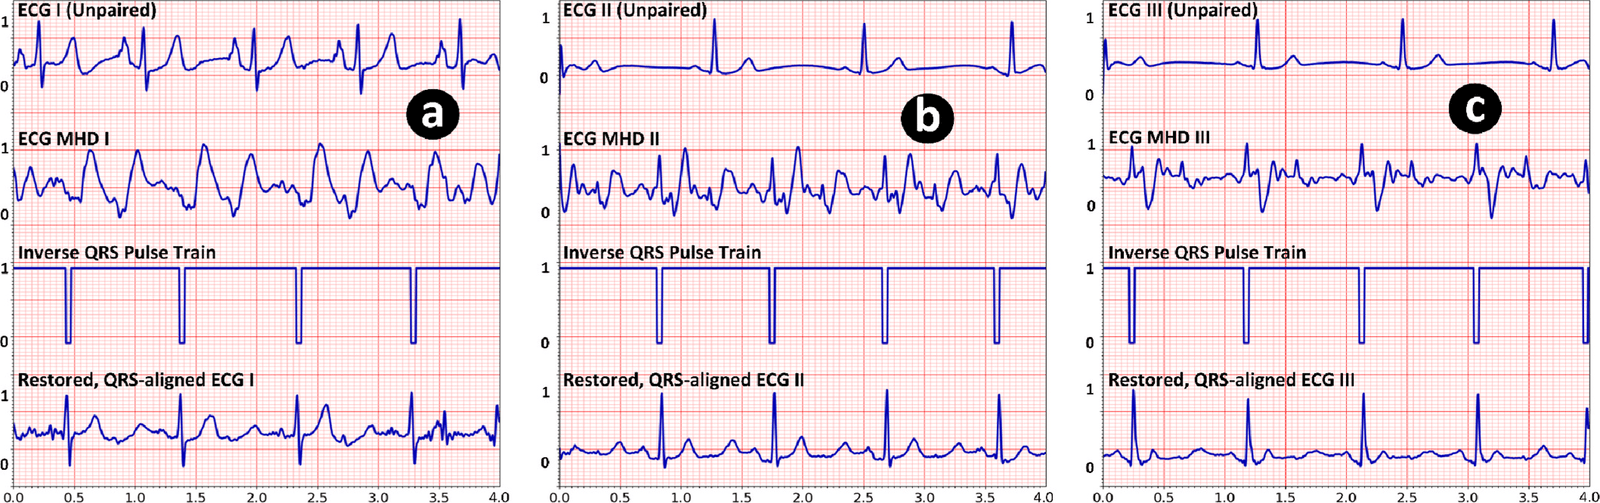 ECG I (Unpaired)
1
0
a
ECG MHD I
1
0
Inverse QRS Pulse Train
1
0
Restored, QRS-aligned ECG I
1
0
0.0 0.5 1.0 1.5 2.0 2.5 3.0 3.5 4.0
ECG II (Unpaired)
1
0
b
ECG MHD II
1
0
Inverse QRS Pulse Train
1
0
Restored, QRS-aligned ECG II
1
0
0.0 0.5 1.0 1.5 2.0 2.5 3.0 3.5 4.0
ECG III (Unpaired)
1
0
c
ECG MHD III
1
0
Inverse QRS Pulse Train
1
0
Restored, QRS-aligned ECG III
1
0
0.0 0.5 1.0 1.5 2.0 2.5 3.0 3.5 4.0